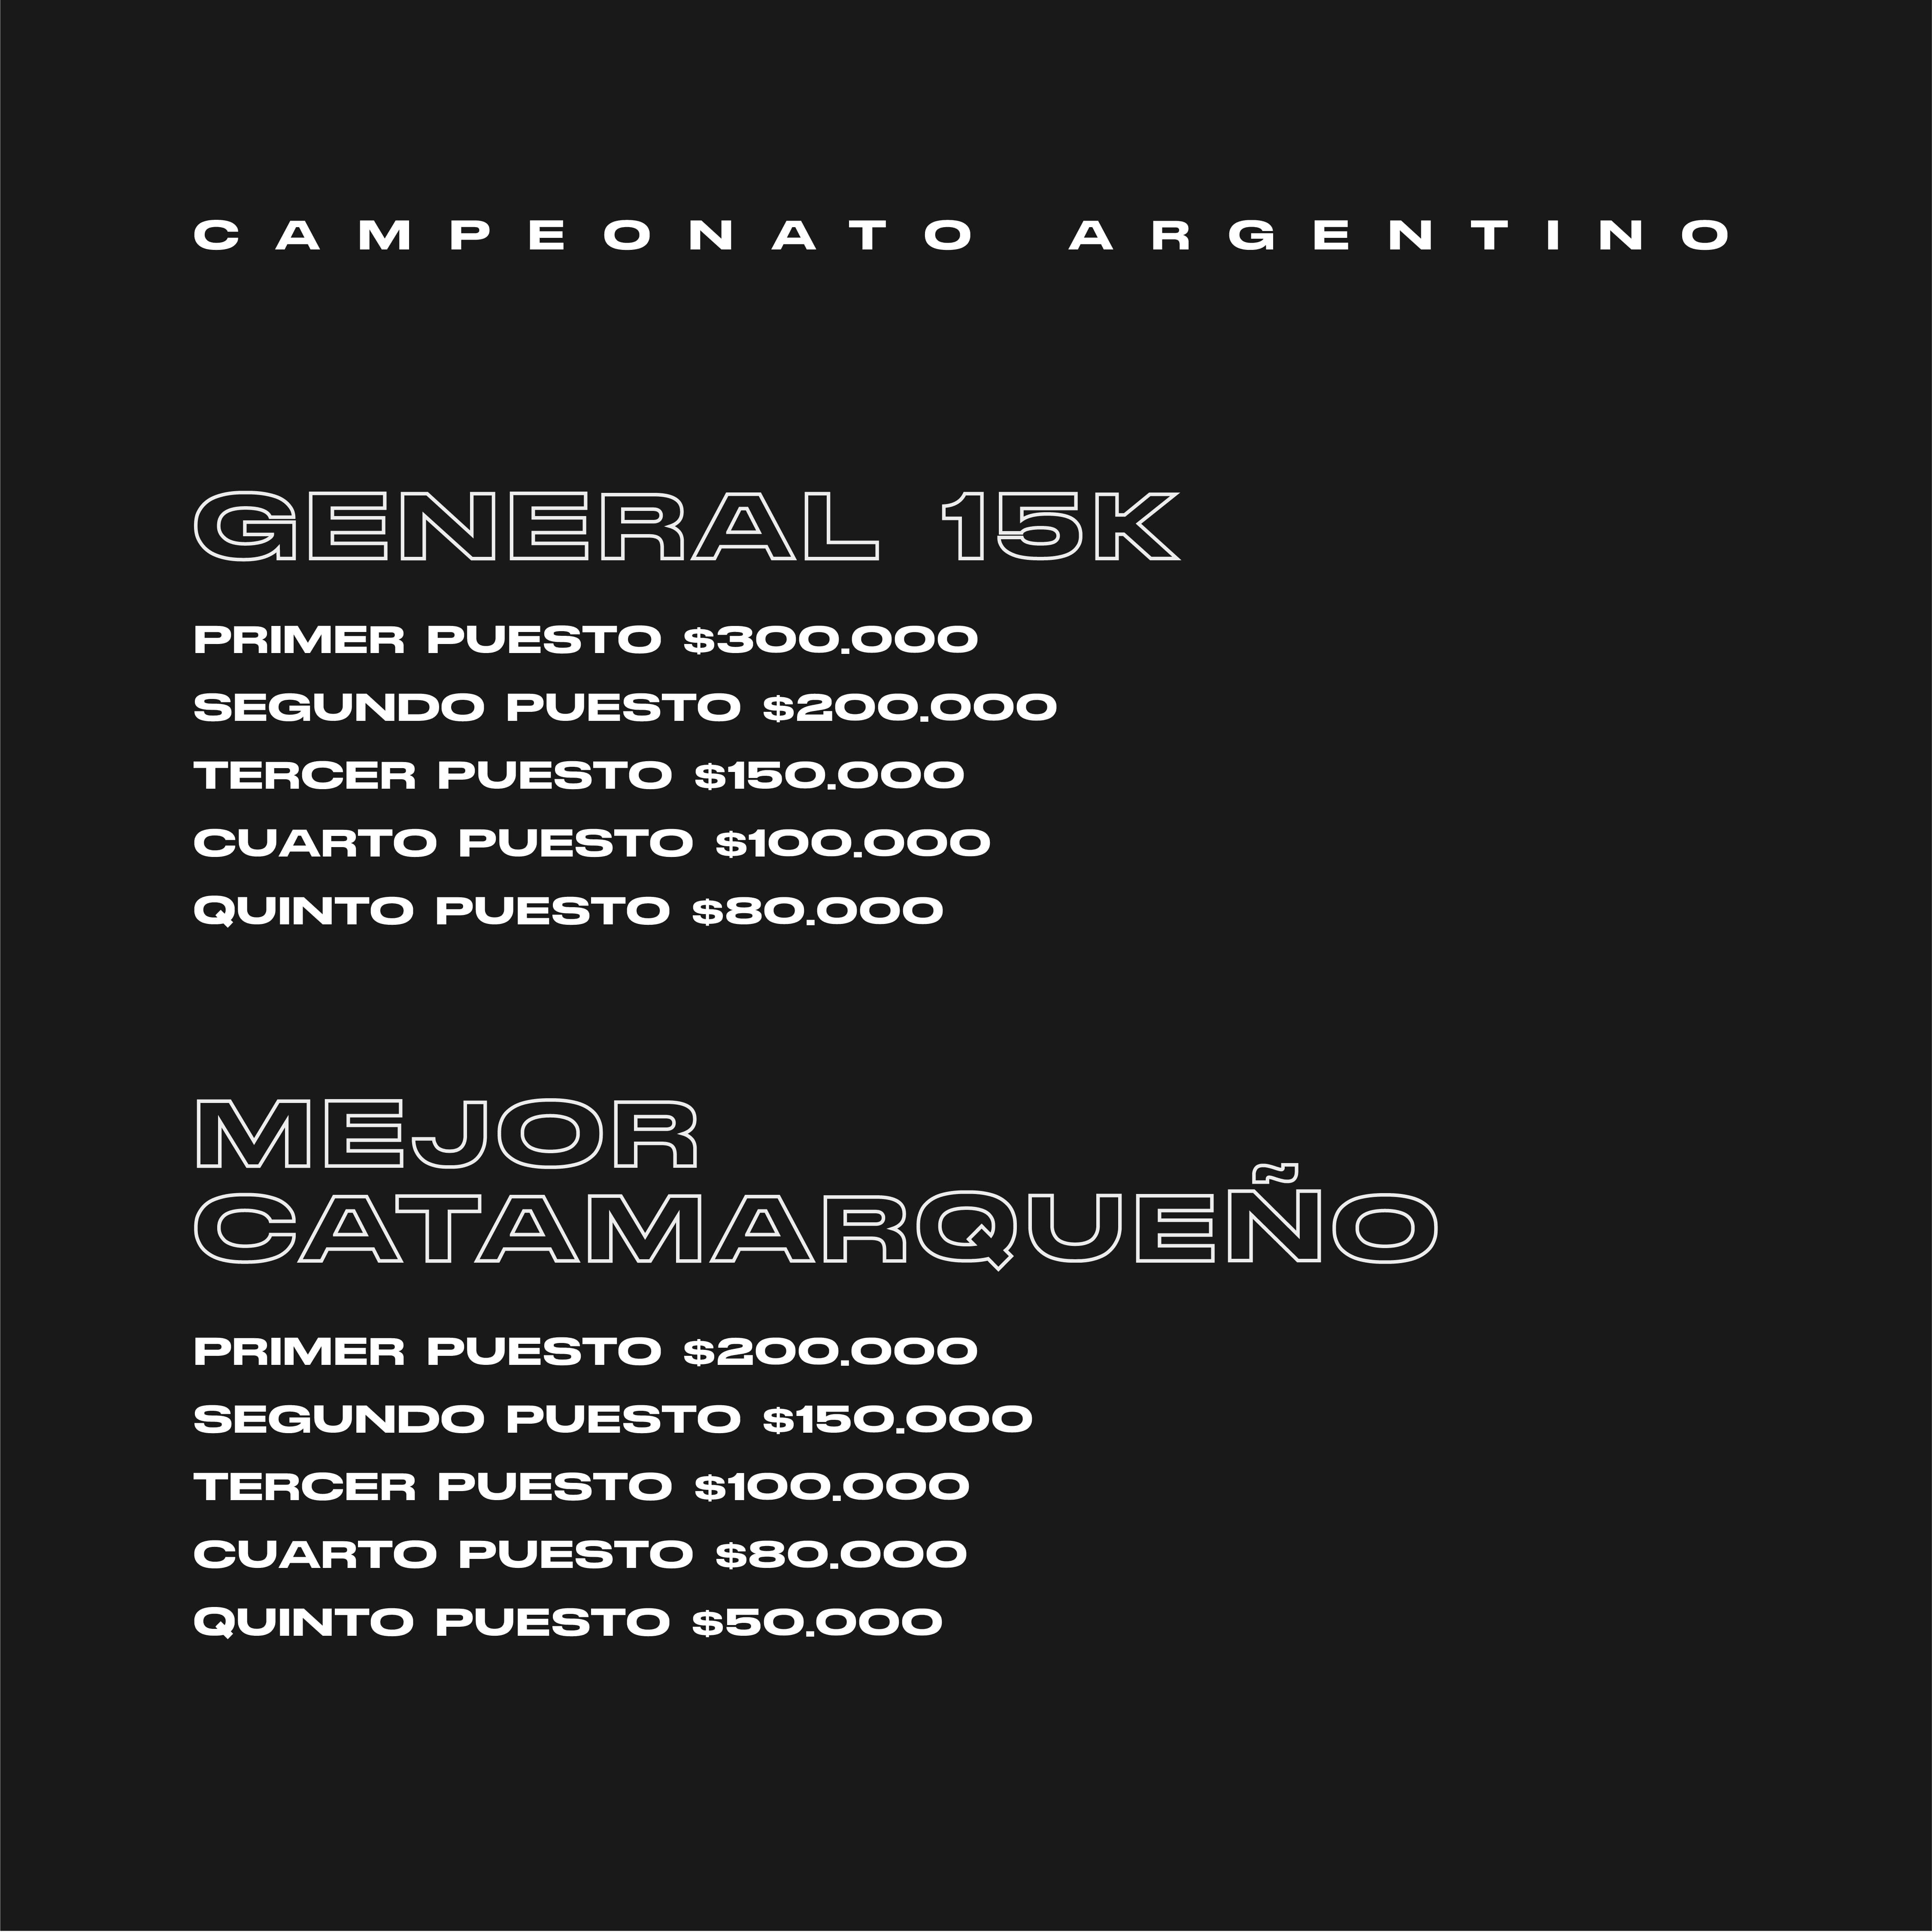 CAMPEONATO ARGENTINO
GENERAL 15K
PRIMER PUESTO $300.000
SEGUNDO PUESTO $200.000
TERCER PUESTO $150.000
CUARTO PUESTO $100.000
QUINTO PUESTO $80.000
MEJOR
CATAMARQUEÑO
PRIMER PUESTO $200.000
SEGUNDO PUESTO $150.000
TERCER PUESTO $100.000
CUARTO PUESTO $80.000
QUINTO PUESTO $50.000